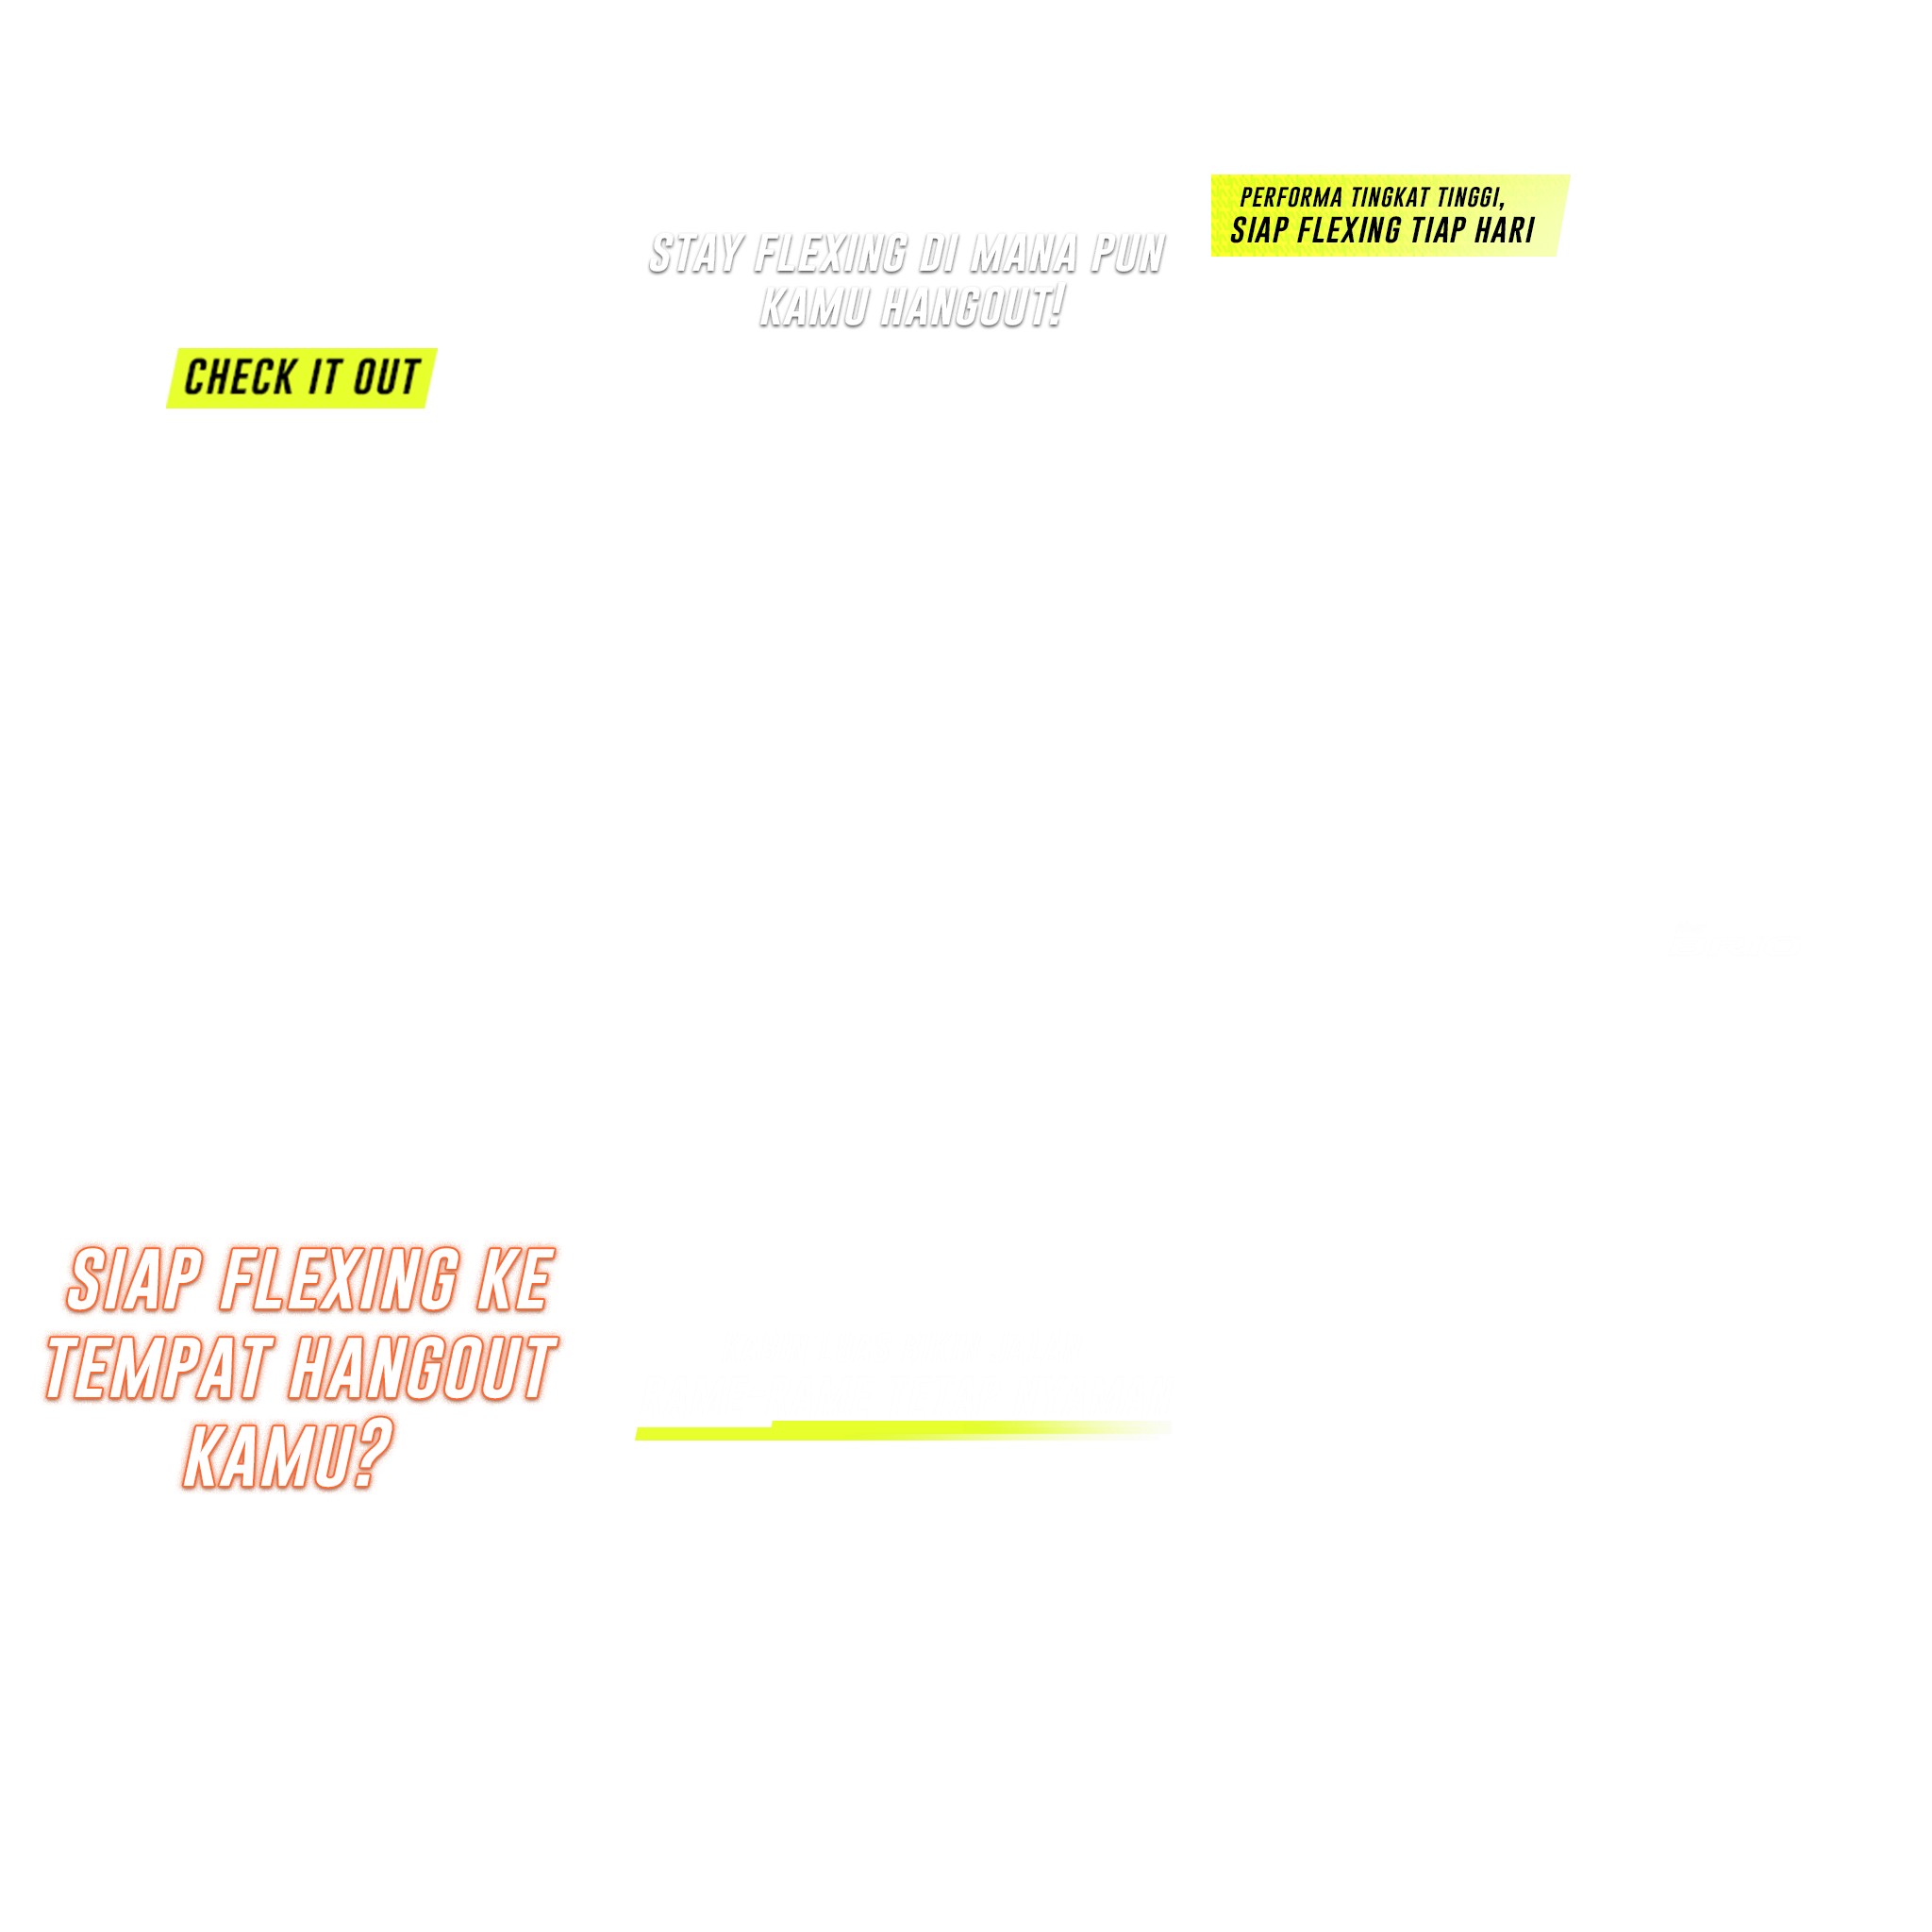 PERFORMA TINGKAT TINGGI,
SIAP FLEXING TIAP HARI
STAY FLEXING DI MANA PUN
KAMU HANGOUT!
CHECK IT OUT
SIAP FLEXING KE
TEMPAT HANGOUT
KAMU?